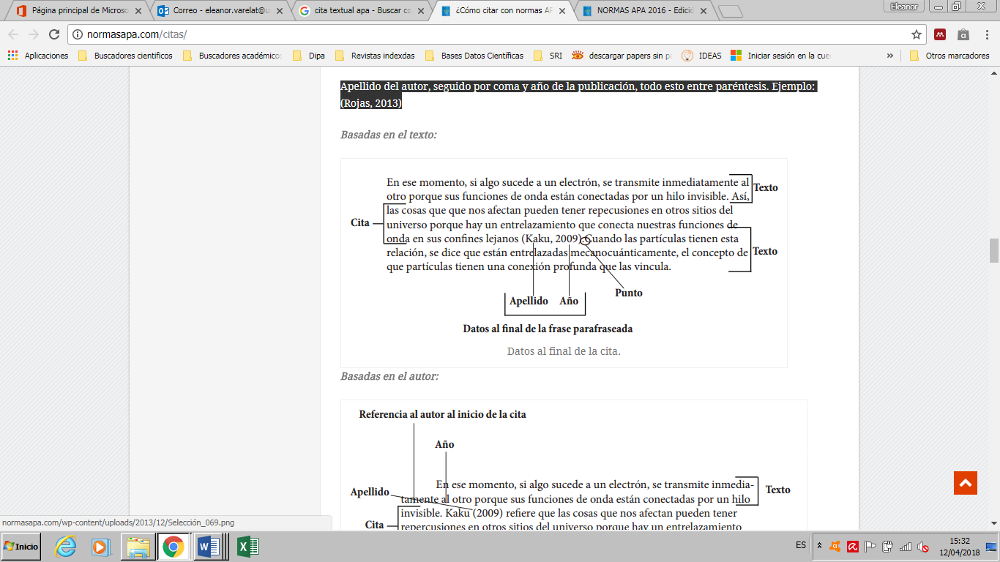 Página principal de Microso
Correo - eleanor.varelat@u
cita textual apa - Buscar co
¿Cómo citar con normas AP
NORMAS APA 2016 - Edició
Eleanor
normasapa.com/citas/
Aplicaciones
Buscadores cientificos
Buscadores académicos
Dipa
Revistas indexdas
Bases Datos Científicas
SRI
descargar papers sin pa
IDEAS
Iniciar sesión en la cue
»
Otros marcadores
Apellido del autor, seguido por coma y año de la publicación, todo esto entre paréntesis. Ejemplo:
(Rojas, 2013)
Basadas en el texto:
En ese momento, si algo sucede a un electrón, se transmite inmediatamente al
otro porque sus funciones de onda están conectadas por un hilo invisible. Así,
las cosas que que nos afectan pueden tener repecusiones en otros sitios del
universo porque hay un entrelazamiento que conecta nuestras funciones de
onda en sus confines lejanos (Kaku, 2009). Cuando las partículas tienen esta
relación, se dice que están entrelazadas mecanocuánticamente, el concepto de
que partículas tienen una conexión profunda que las vincula.
Texto
Cita
Texto
Punto
Apellido Año
Datos al final de la frase parafraseada
Datos al final de la cita.
Basadas en el autor:
Referencia al autor al inicio de la cita
Año
Apellido
En ese momento, si algo sucede a un electrón, se transmite inmedia-
tamente al otro porque sus funciones de onda están conectadas por un hilo
invisible. Kaku (2009) refiere que las cosas que nos afectan pueden tener
repercusiones en otros sitios del universo porque hay un entrelazamiento
Texto
Cita
normasapa.com/wp-content/uploads/2013/12/Selección_069.png
Inicio
ES
15:32
12/04/2018